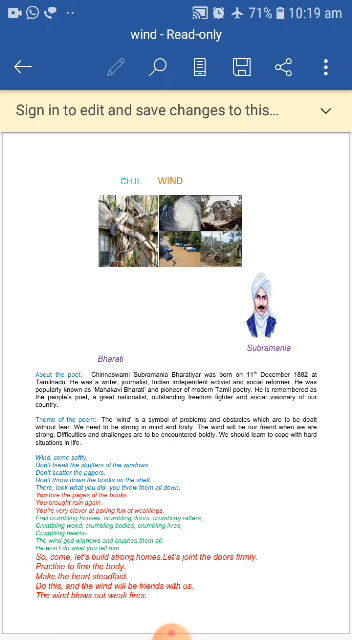 71% 10:19 am
wind - Read-only
Sign in to edit and save changes to this...
CH.II. WIND
Subramania
Bharati
About the poet:- Chinnaswami Subramania Bharatiyar was born on 11th December 1882 at
Tamilnadu. He was a writer, journalist, Indian Independent activist and social reformer. He was
popularly known as 'Mahakavi Bharati' and pioneer of modern Tamil poetry. He is remembered as
the people's poet, a great nationalist, outstanding freedom fighter and social visionary of our
country.
Theme of the poem:- The 'wind' is a symbol of problems and obstacles which are to be dealt
without fear. We need to be strong in mind and body. The wind will be our friend when we are
strong. Difficulties and challenges are to be encountered boldly. We should learn to cope with hard
situations in life.
Wind, come softly,
Don't break the shutters of the windows.
Don't scatter the papers.
Don't throw down the books on the shelf.
There, look what you did- you threw them all down.
You tore the pages of the books.
You brought rain again.
You're very clever at poking fun at weaklings.
Frail crumbling houses, crumbling doors, crumbling rafters,
Crumbling wood, crumbling bodies, crumbling lives,
Crumbling hearts-
The wind god winnows and crushes them all.
He won't do what you tell him.
So, come, let's build strong homes.Let's joint the doors firmly.
Practise to firm the body.
Make the heart steadfast.
Do this, and the wind will be friends with us.
The wind blows out weak fires.